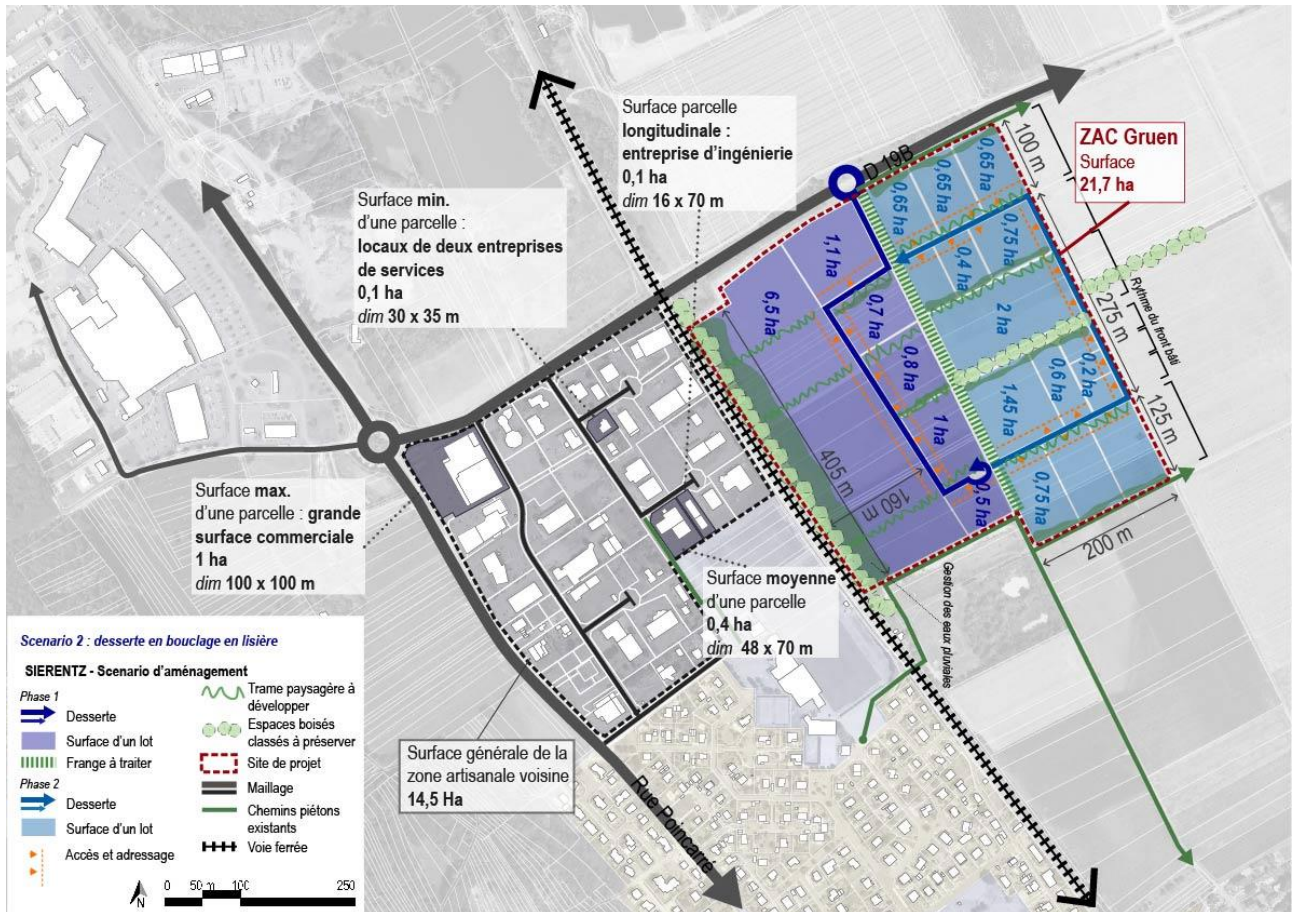 Surface parcelle
longitudinale :
entreprise d'ingénierie
0,1 ha
dim 16 x 70 m
D 19B
100 m
ZAC Gruen
Surface
21,7 ha
Surface min.
d'une parcelle :
locaux de deux entreprises
de services
0,1 ha
dim 30 x 35 m
0,65 ha
0,65 ha
0,65 ha
1,1 ha
0,75 ha
0,4 ha
6,5 ha
0,7 ha
2 ha
275 m
Rythme du front bâti
0,8 ha
0,2 ha
0,6 ha
1,45 ha
125 m
1 ha
405 m
160 m
0,5 ha
0,75 ha
200 m
Surface max.
d'une parcelle : grande
surface commerciale
1 ha
dim 100 x 100 m
Surface moyenne
d'une parcelle
0,4 ha
dim 48 x 70 m
Gestion des eaux pluviales
Surface générale de la
zone artisanale voisine
14,5 Ha
Rue Poincarré
Scenario 2 : desserte en bouclage en lisière
SIERENTZ - Scenario d'aménagement
Phase 1
Desserte
Surface d'un lot
Frange à traiter
Phase 2
Desserte
Surface d'un lot
Accès et adressage
Trame paysagère à
développer
Espaces boisés
classés à préserver
Site de projet
Maillage
Chemins piétons
existants
Voie ferrée
N
0 50 m 100 250